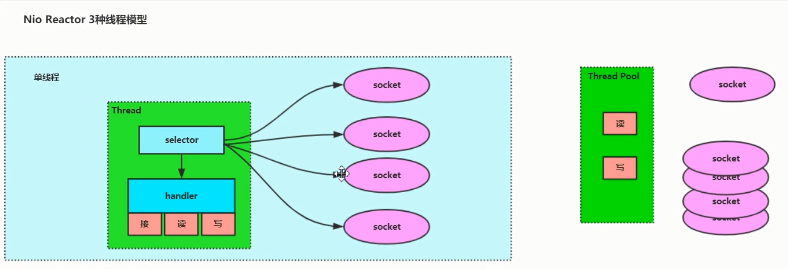 Nio Reactor 3种线程模型
单线程
Thread
selector
handler
接
读
写
socket
socket
socket
socket
Thread Pool
读
写
socket
socket
socket
socket
socket